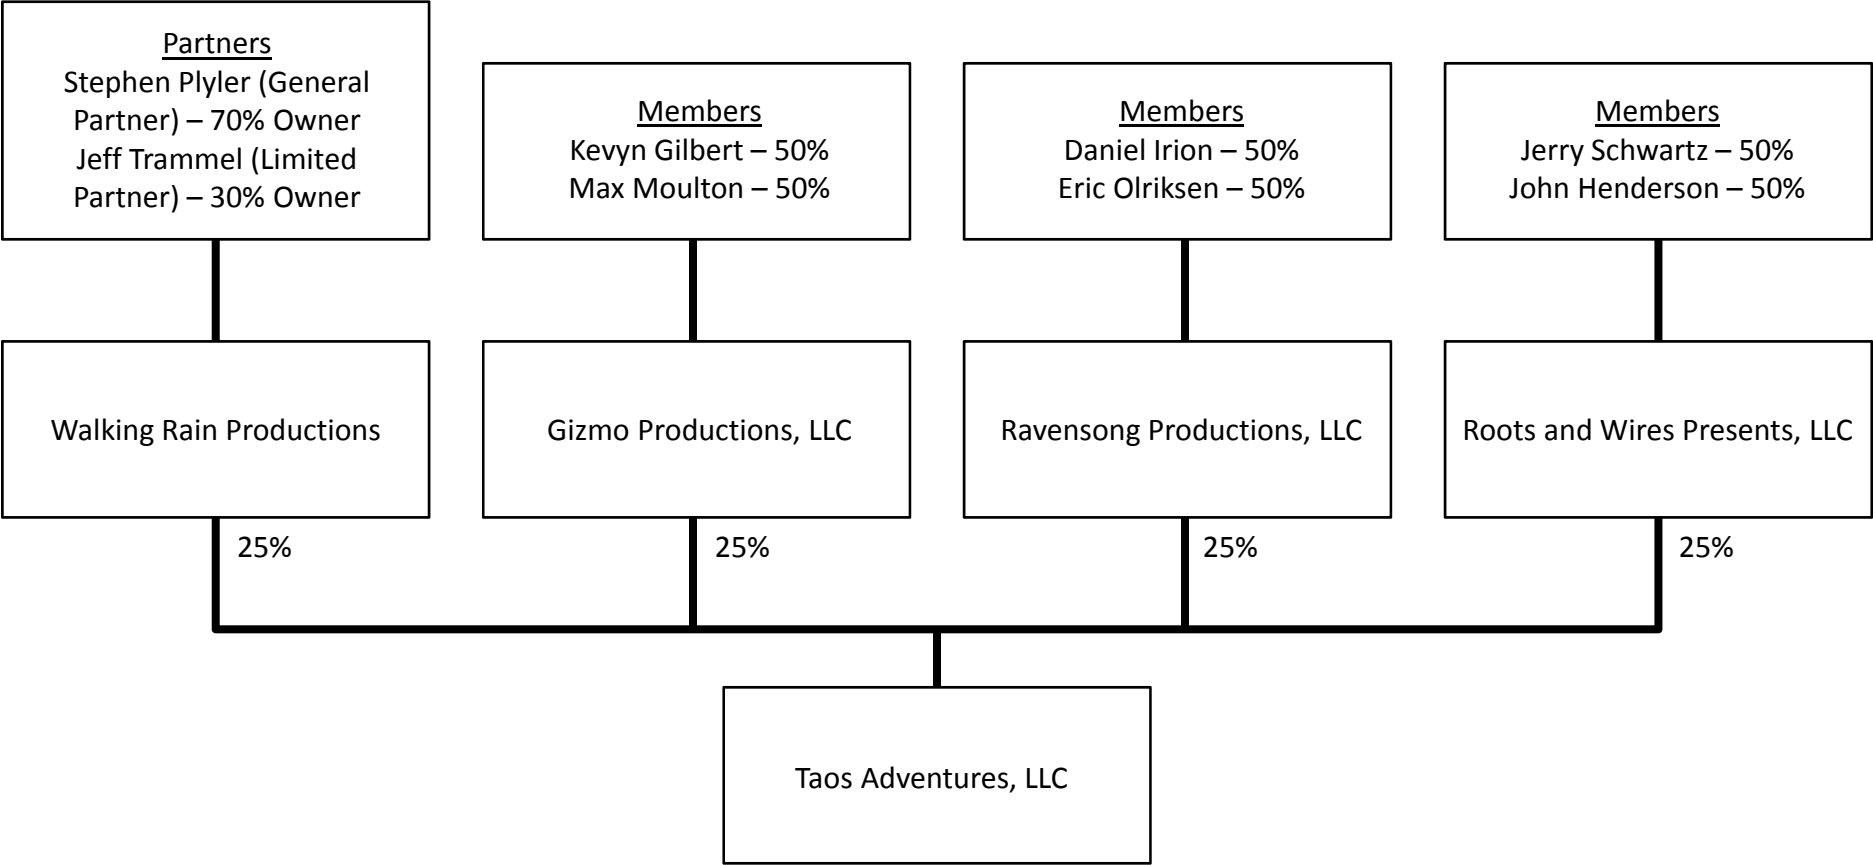 Partners
Stephen Plyler (General
Partner) – 70% Owner
Jeff Trammel (Limited
Partner) – 30% Owner
Members
Kevyn Gilbert – 50%
Max Moulton – 50%
Members
Daniel Irion – 50%
Eric Olriksen – 50%
Members
Jerry Schwartz – 50%
John Henderson – 50%
Walking Rain Productions
Gizmo Productions, LLC
Ravensong Productions, LLC
Roots and Wires Presents, LLC
25%
25%
25%
25%
Taos Adventures, LLC